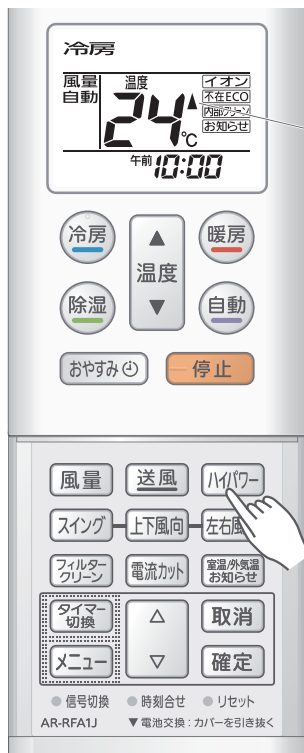 冷房
風量 温度 イオン
自動 24℃ 不在ECO
内部クリーン
お知らせ
午前10:00
冷房 ▲ 暖房
温度
除湿 ▼ 自動
おやすみ 停止
風量 送風 ハイパワー
スイング 上下風向 左右風
フィルタークリーン 電流カット 室温/外気温お知らせ
タイマー切換 △ 取消
メニュー ▽ 確定
信号切換 時刻合せ リセット
AR-RFA1J ▼電池交換：カバーを引き抜く